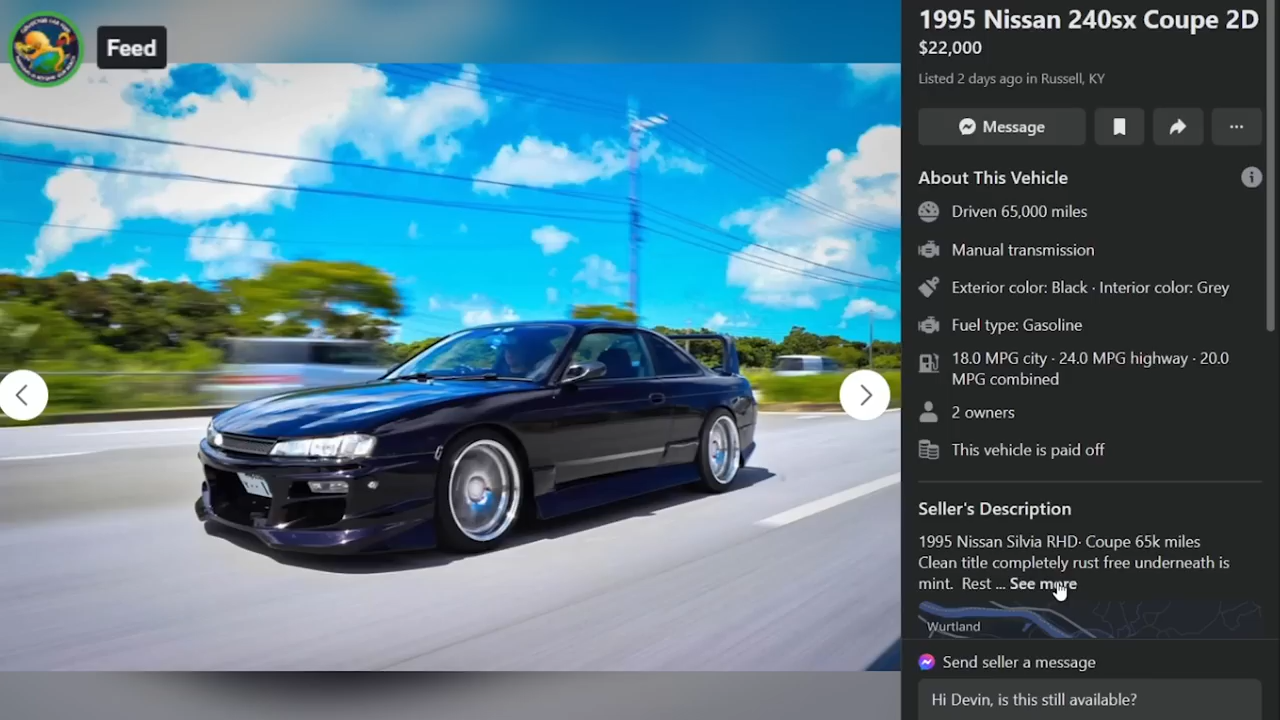 Feed
1995 Nissan 240sx Coupe 2D
$22,000
Listed 2 days ago in Russell, KY
Message
About This Vehicle
Driven 65,000 miles
Manual transmission
Exterior color: Black · Interior color: Grey
Fuel type: Gasoline
18.0 MPG city · 24.0 MPG highway · 20.0
MPG combined
2 owners
This vehicle is paid off
Seller's Description
1995 Nissan Silvia RHD· Coupe 65k miles
Clean title completely rust free underneath is
mint. Rest ... See more
Wurtland
Send seller a message
Hi Devin, is this still available?